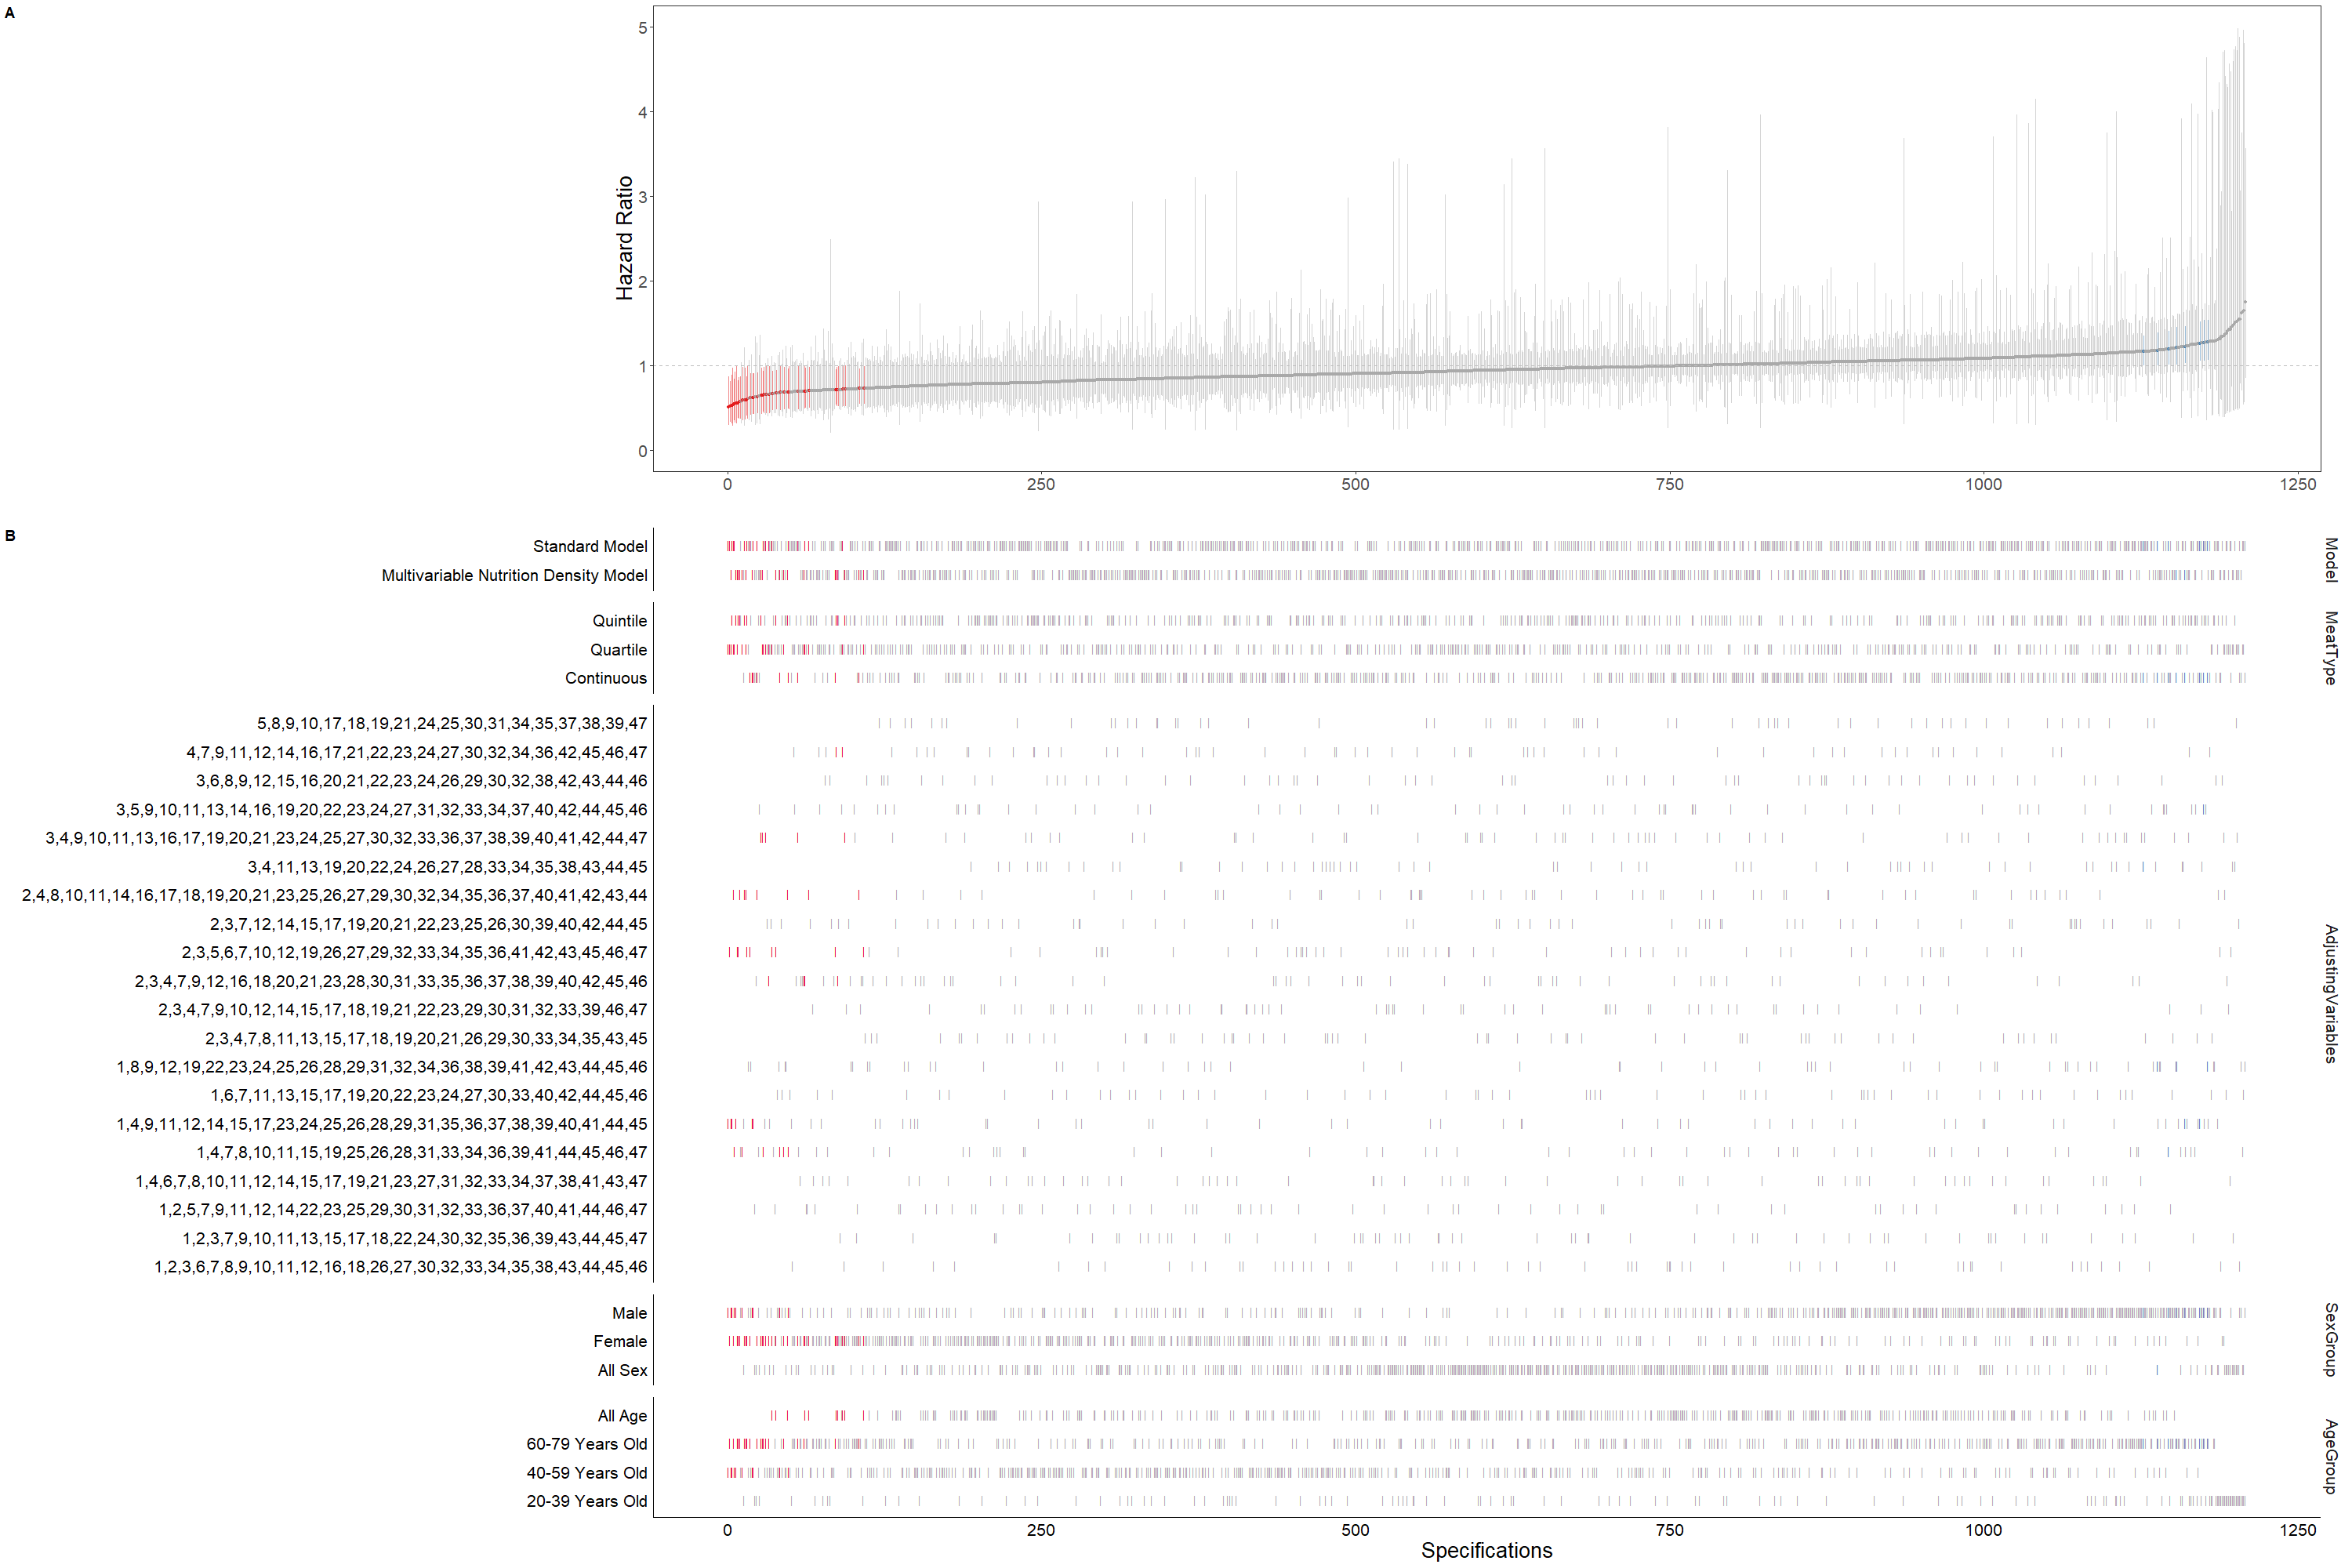 A
5
4
3
2
1
0
Hazard Ratio
0 250 500 750 1000 1250
B
Standard Model
Multivariable Nutrition Density Model
Model
Quintile
Quartile
Continuous
MeatType
5,8,9,10,17,18,19,21,24,25,30,31,34,35,37,38,39,47
4,7,9,11,12,14,16,17,21,22,23,24,27,30,32,34,36,42,45,46,47
3,6,8,9,12,15,16,20,21,22,23,24,26,29,30,32,38,42,43,44,46
3,5,9,10,11,13,14,16,19,20,22,23,24,27,31,32,33,34,37,40,42,44,45,46
3,4,9,10,11,13,16,17,19,20,21,23,24,25,27,30,32,33,36,37,38,39,40,41,42,44,47
3,4,11,13,19,20,22,24,26,27,28,33,34,35,38,43,44,45
2,4,8,10,11,14,16,17,18,19,20,21,23,25,26,27,29,30,32,34,35,36,37,40,41,42,43,44
2,3,7,12,14,15,17,19,20,21,22,23,25,26,30,39,40,42,44,45
2,3,5,6,7,10,12,19,26,27,29,32,33,34,35,36,41,42,43,45,46,47
2,3,4,7,9,12,16,18,20,21,23,28,30,31,33,35,36,37,38,39,40,42,45,46
2,3,4,7,9,10,12,14,15,17,18,19,21,22,23,29,30,31,32,33,39,46,47
2,3,4,7,8,11,13,15,17,18,19,20,21,26,29,30,33,34,35,43,45
1,8,9,12,19,22,23,24,25,26,28,29,31,32,34,36,38,39,41,42,43,44,45,46
1,6,7,11,13,15,17,19,20,22,23,24,27,30,33,40,42,44,45,46
1,4,9,11,12,14,15,17,23,24,25,26,28,29,31,35,36,37,38,39,40,41,44,45
1,4,7,8,10,11,15,19,25,26,28,31,33,34,36,39,41,44,45,46,47
1,4,6,7,8,10,11,12,14,15,17,19,21,23,27,31,32,33,34,37,38,41,43,47
1,2,5,7,9,11,12,14,22,23,25,29,30,31,32,33,36,37,40,41,44,46,47
1,2,3,7,9,10,11,13,15,17,18,22,24,30,32,35,36,39,43,44,45,47
1,2,3,6,7,8,9,10,11,12,16,18,26,27,30,32,33,34,35,38,43,44,45,46
AdjustingVariables
Male
Female
All Sex
SexGroup
All Age
60-79 Years Old
40-59 Years Old
20-39 Years Old
AgeGroup
0 250 500 750 1000 1250
Specifications